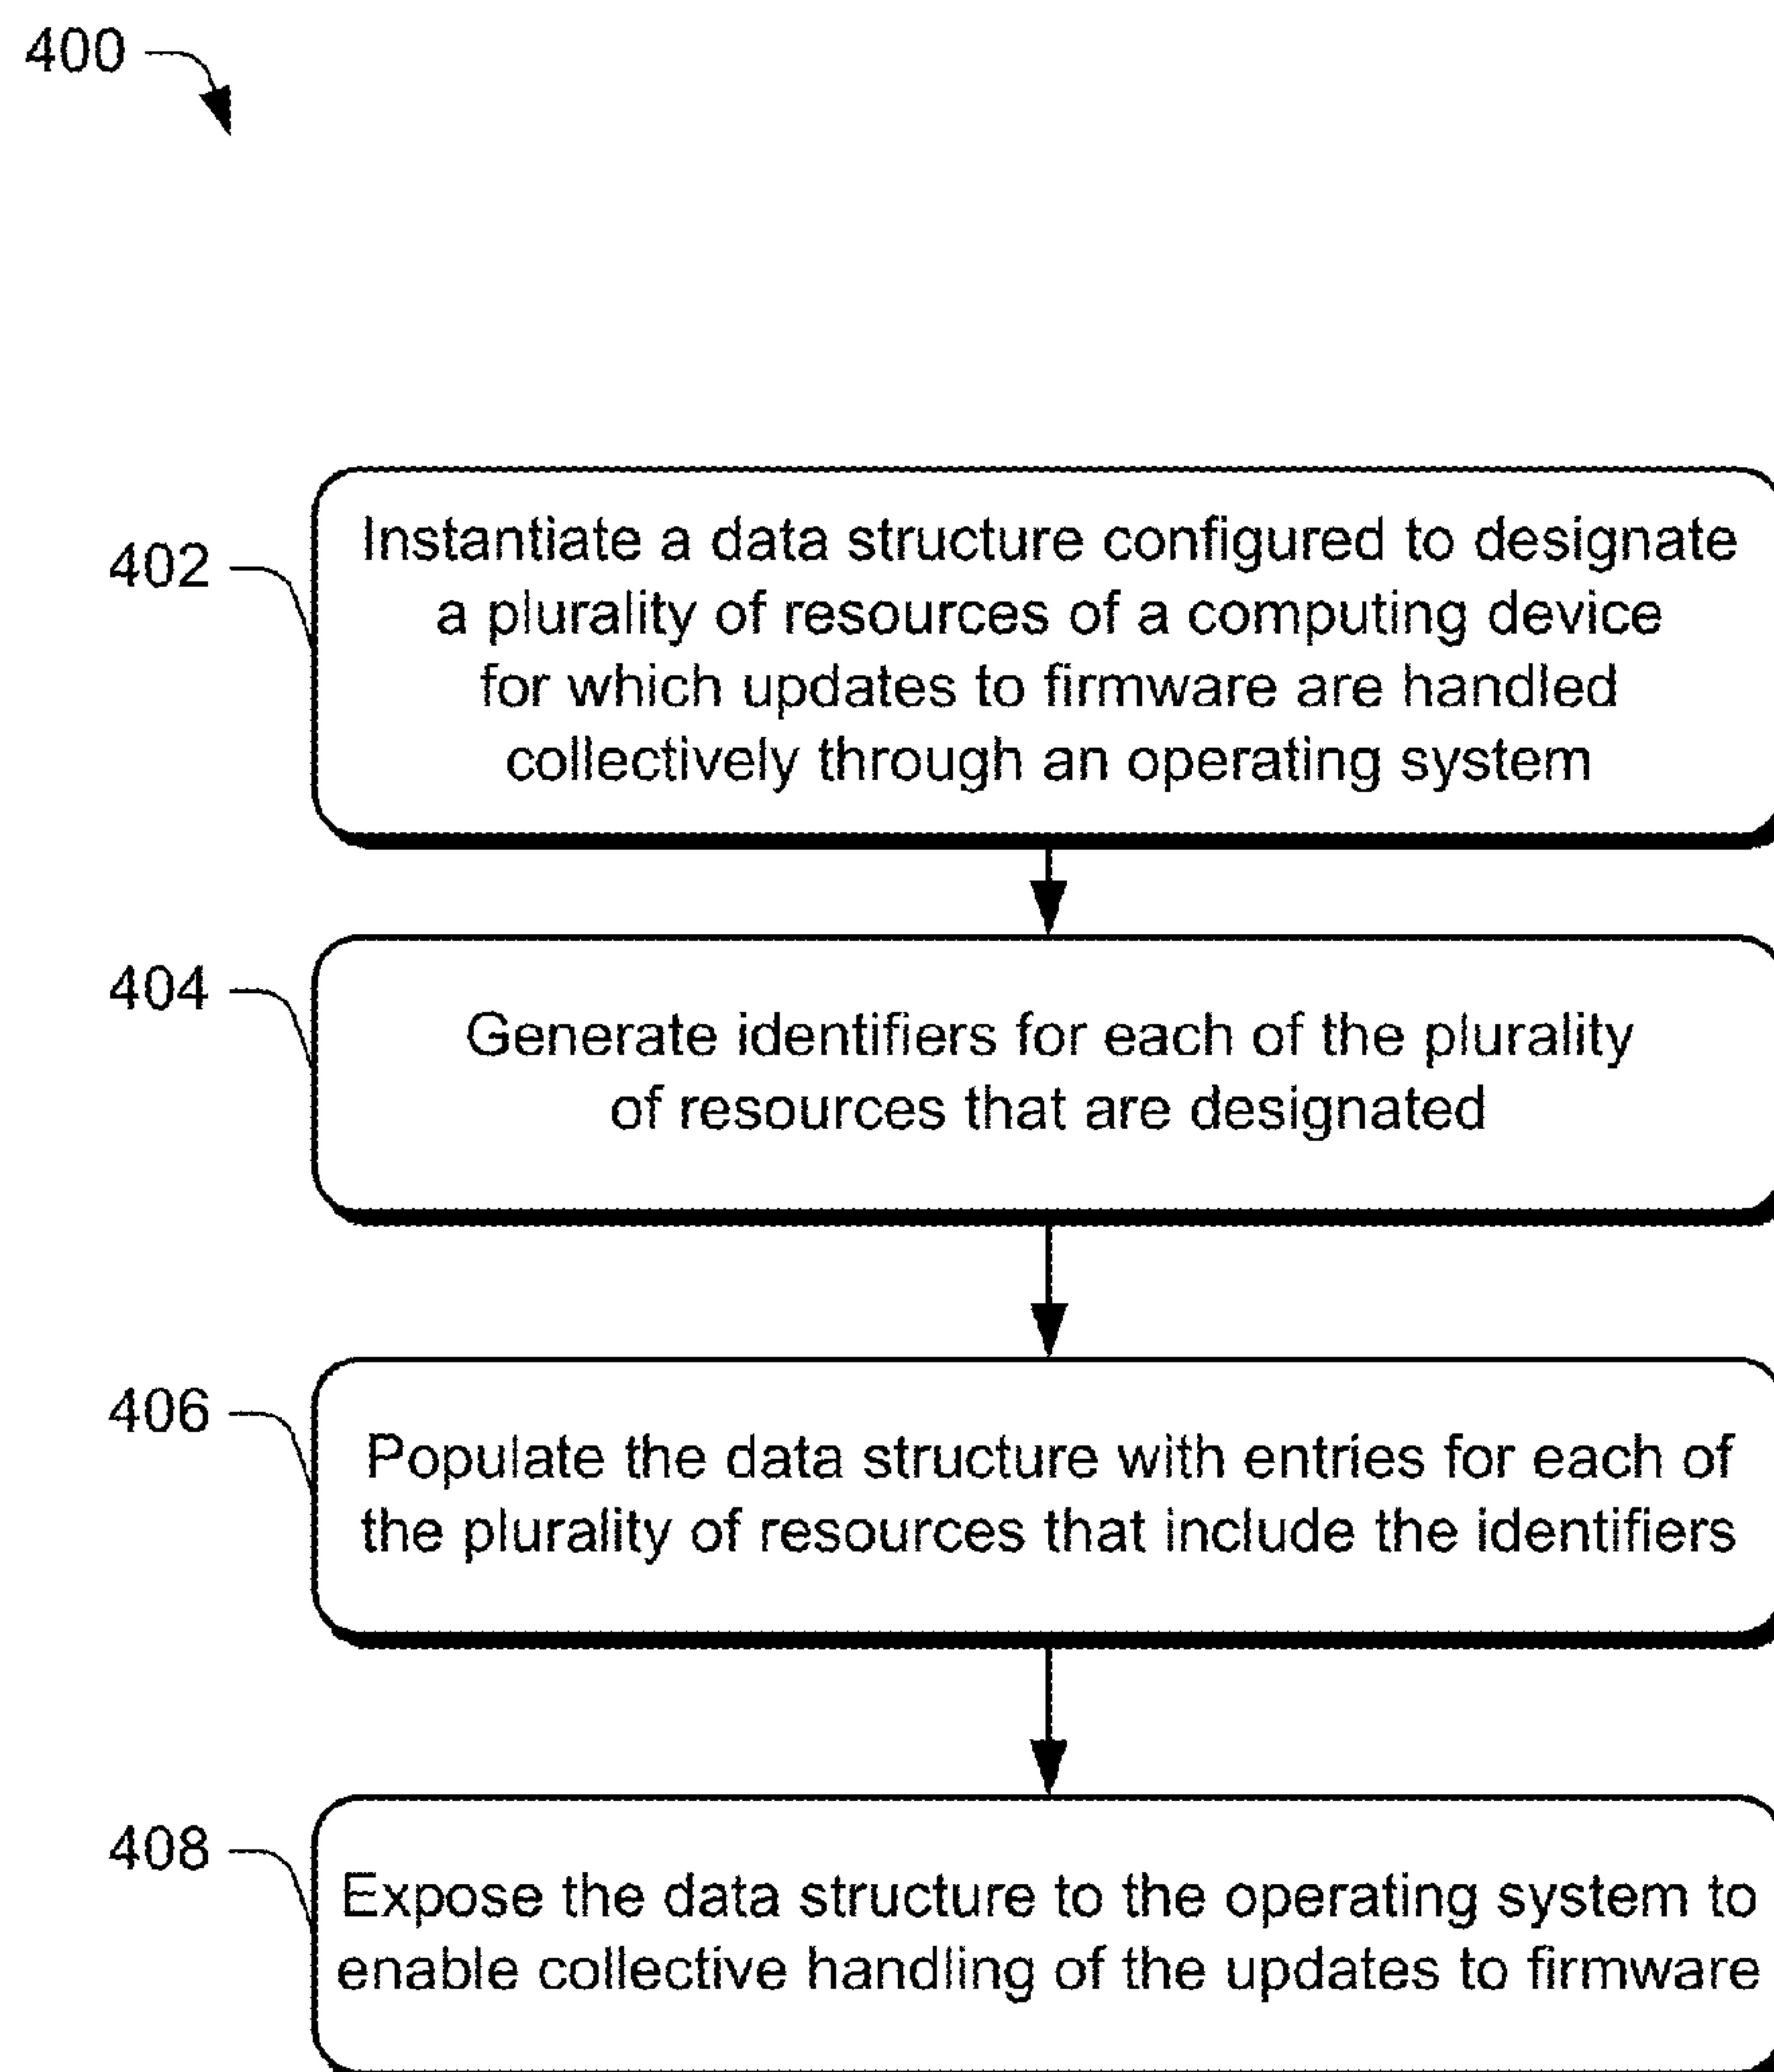 400
402
Instantiate a data structure configured to designate
a plurality of resources of a computing device
for which updates to firmware are handled
collectively through an operating system
404
Generate identifiers for each of the plurality
of resources that are designated
406
Populate the data structure with entries for each of
the plurality of resources that include the identifiers
408
Expose the data structure to the operating system to
enable collective handling of the updates to firmware